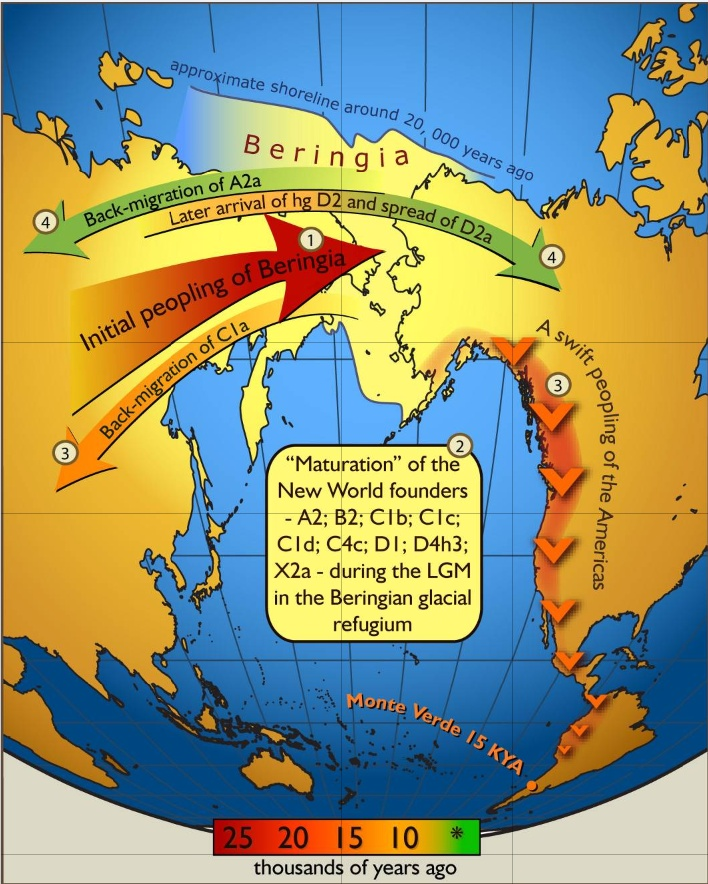 approximate shoreline around 20, 000 years ago
Beringia
Back-migration of A2a
Later arrival of hg D2 and spread of D2a
4
4
1
Initial peopling of Beringia
Back-migration of C1a
3
A swift peopling of the Americas
3
2
“Maturation” of the
New World founders
- A2; B2; C1b; C1c;
C1d; C4c; D1; D4h3;
X2a - during the LGM
in the Beringian glacial
refugium
Monte Verde 15 KYA
25 20 15 10 *
thousands of years ago